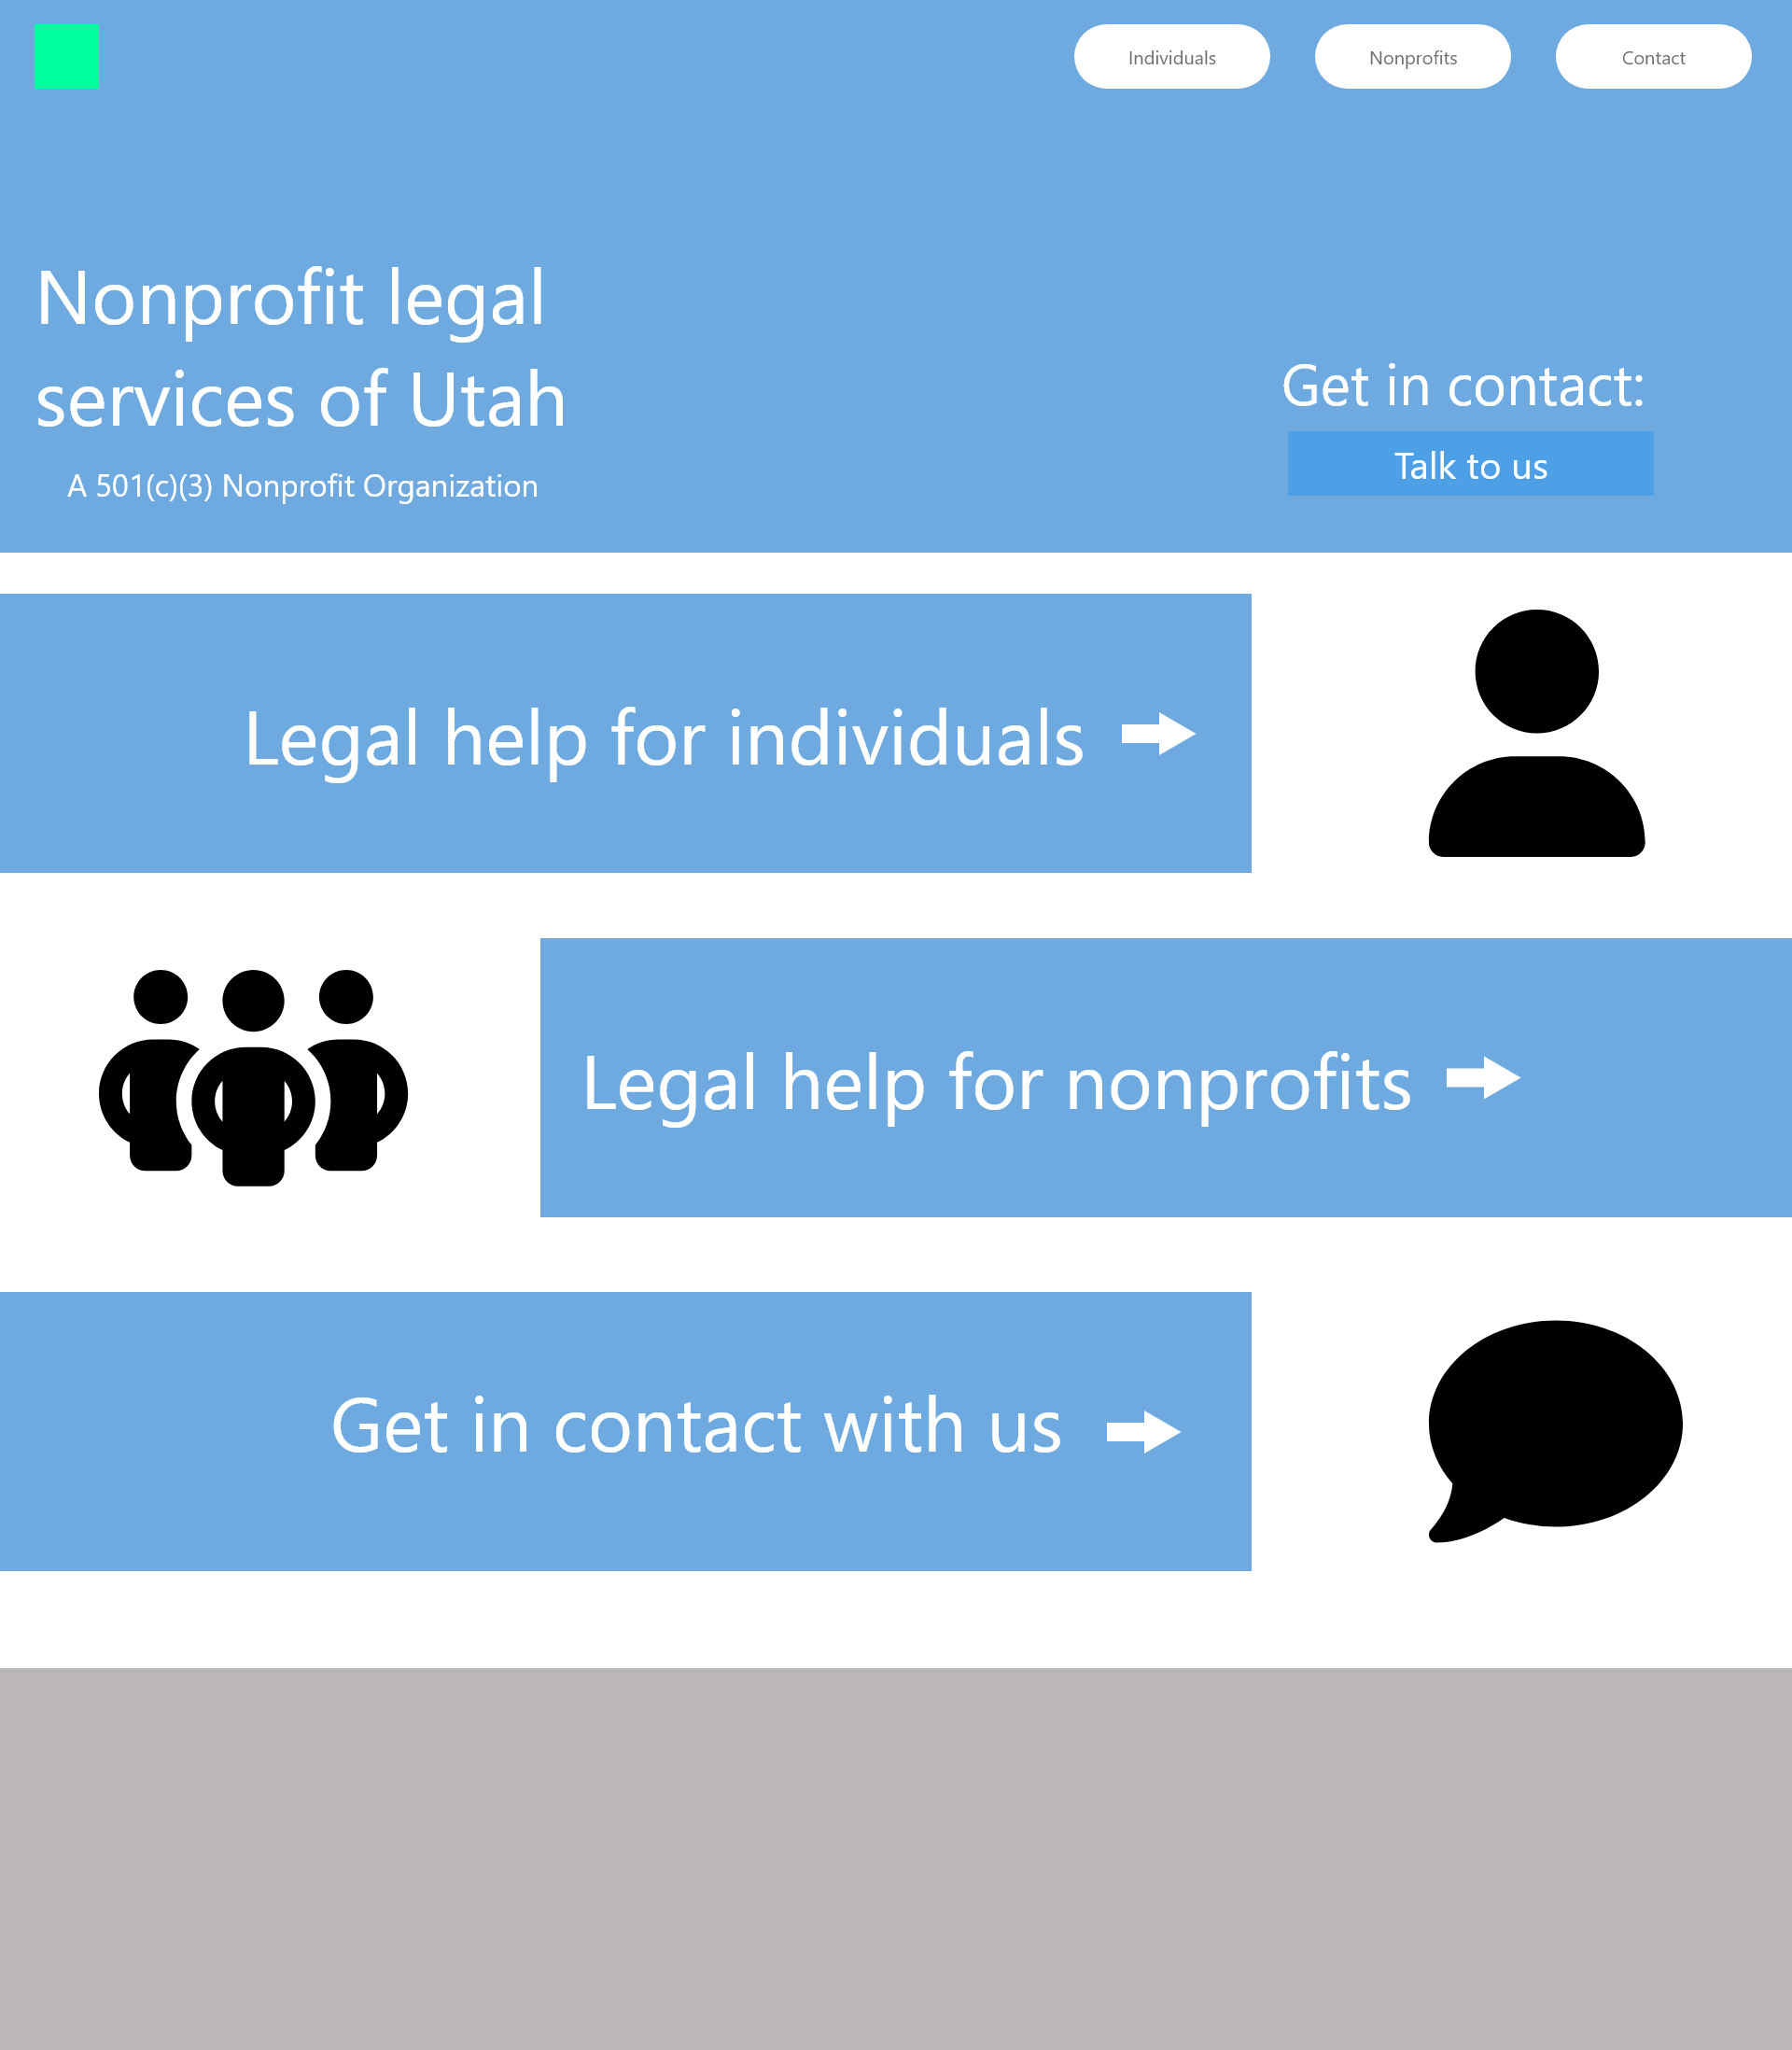 Individuals
Nonprofits
Contact
Nonprofit legal
services of Utah
A 501(c)(3) Nonprofit Organization
Get in contact:
Talk to us
Legal help for individuals
Legal help for nonprofits
Get in contact with us